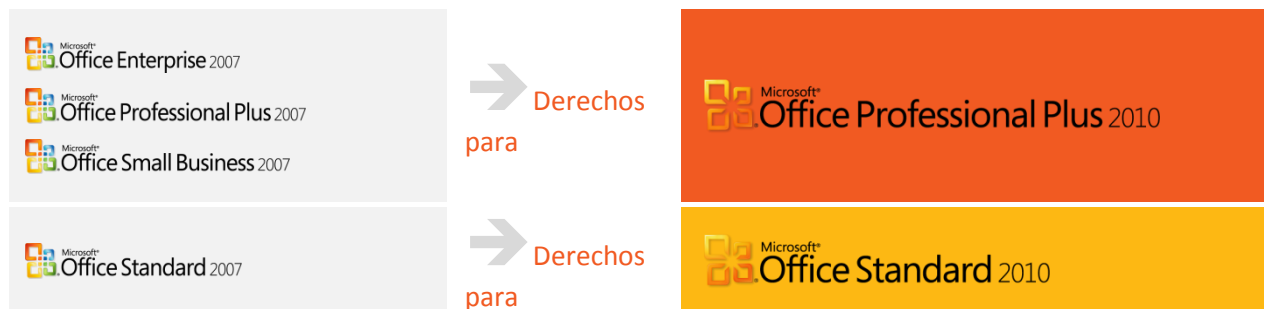 Microsoft®
Office Enterprise 2007
Microsoft®
Office Professional Plus 2007
Microsoft®
Office Small Business 2007
Derechos
para
Microsoft®
Office Professional Plus 2010
Microsoft®
Office Standard 2007
Derechos
para
Microsoft®
Office Standard 2010